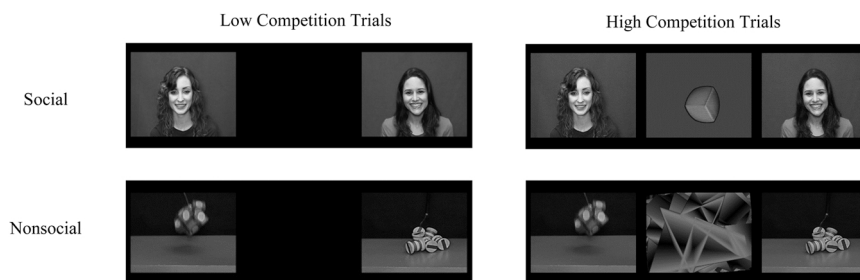 Low Competition Trials
High Competition Trials
Social
Nonsocial